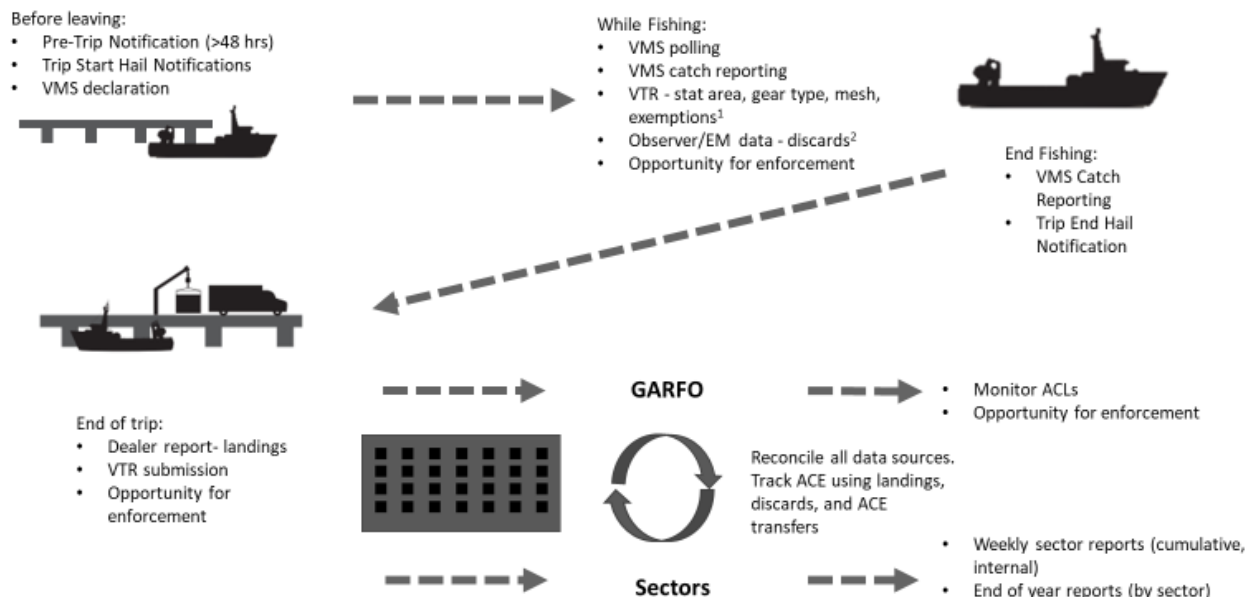 Before leaving:
• Pre-Trip Notification (>48 hrs)
• Trip Start Hail Notifications
• VMS declaration
While Fishing:
• VMS polling
• VMS catch reporting
• VTR - stat area, gear type, mesh,
exemptions¹
• Observer/EM data - discards²
• Opportunity for enforcement
End Fishing:
• VMS Catch
Reporting
• Trip End Hail
Notification
End of trip:
• Dealer report- landings
• VTR submission
• Opportunity for
enforcement
GARFO
• Monitor ACLs
• Opportunity for enforcement
Reconcile all data sources.
Track ACE using landings,
discards, and ACE
transfers
Sectors
• Weekly sector reports (cumulative,
internal)
• End of year reports (by sector)